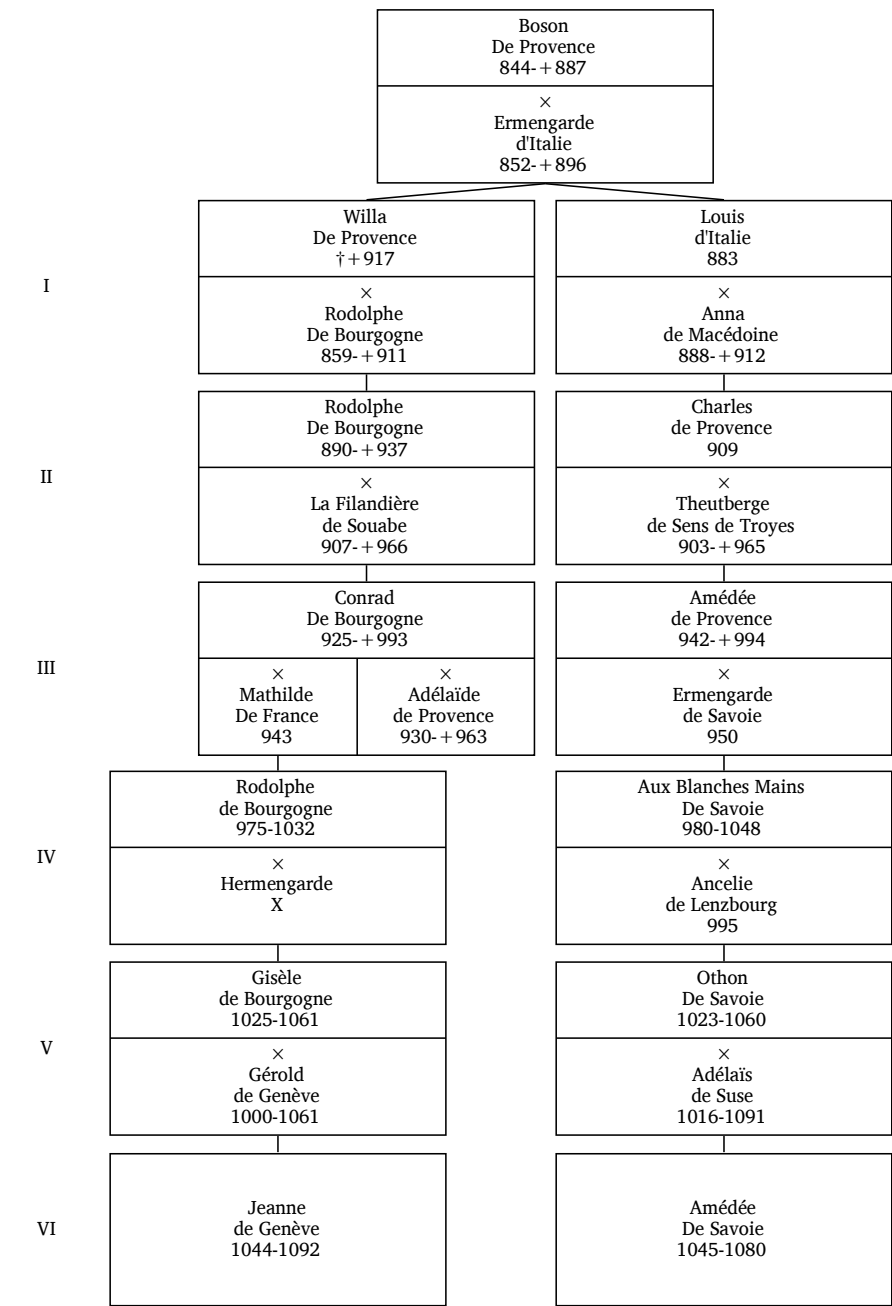 Boson
De Provence
844-+887
×
Ermengarde
d'Italie
852-+896
I
Willa
De Provence
†+917
×
Rodolphe
De Bourgogne
859-+911
Louis
d'Italie
883
×
Anna
de Macédoine
888-+912
II
Rodolphe
De Bourgogne
890-+937
×
La Filandière
de Souabe
907-+966
Charles
de Provence
909
×
Theutberge
de Sens de Troyes
903-+965
III
Conrad
De Bourgogne
925-+993
×
Mathilde
De France
943
×
Adélaïde
de Provence
930-+963
Amédée
de Provence
942-+994
×
Ermengarde
de Savoie
950
IV
Rodolphe
de Bourgogne
975-1032
×
Hermengarde
X
Aux Blanches Mains
De Savoie
980-1048
×
Ancelie
de Lenzbourg
995
V
Gisèle
de Bourgogne
1025-1061
×
Gérold
de Genève
1000-1061
Othon
De Savoie
1023-1060
×
Adélaïs
de Suse
1016-1091
VI
Jeanne
de Genève
1044-1092
Amédée
De Savoie
1045-1080